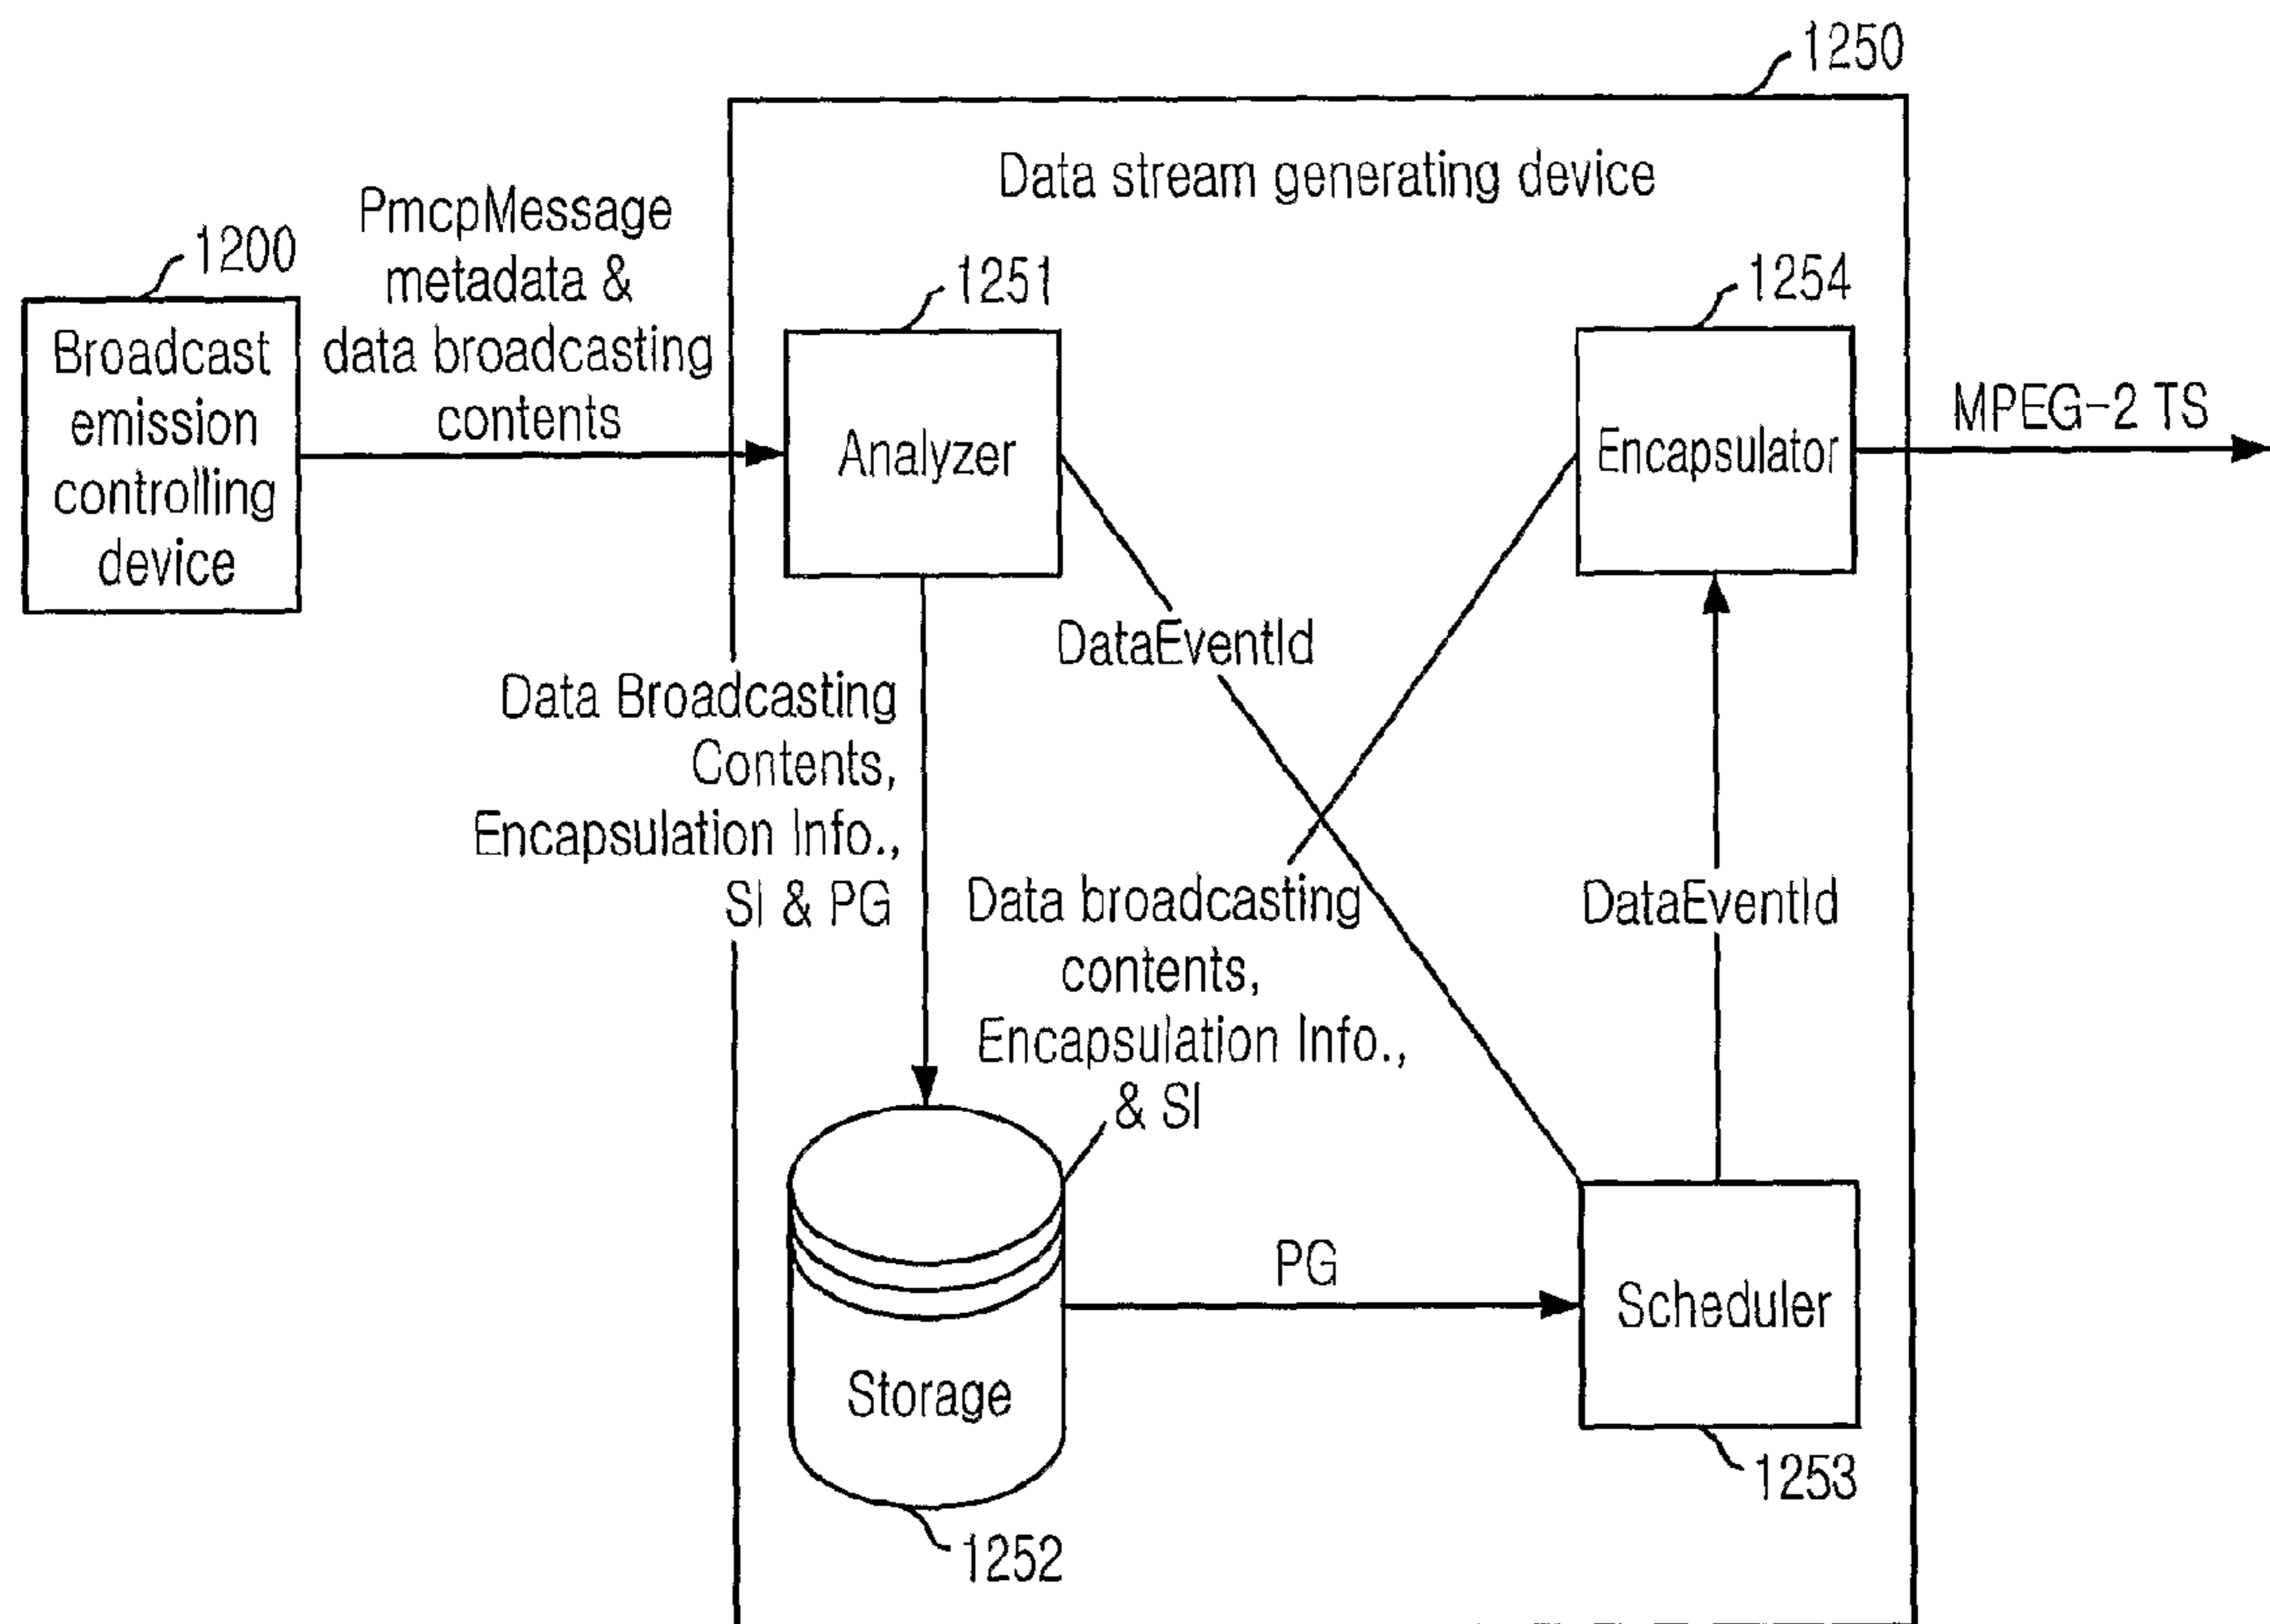 1250
Data stream generating device
PmcpMessage
metadata &
data broadcasting
contents
1200
Broadcast
emission
controlling
device
1251
Analyzer
1254
Encapsulator
MPEG-2 TS
DataEventId
Data Broadcasting
Contents,
Encapsulation Info.,
SI & PG
Data broadcasting
contents,
Encapsulation Info.,
& SI
DataEventId
PG
Storage
1252
Scheduler
1253